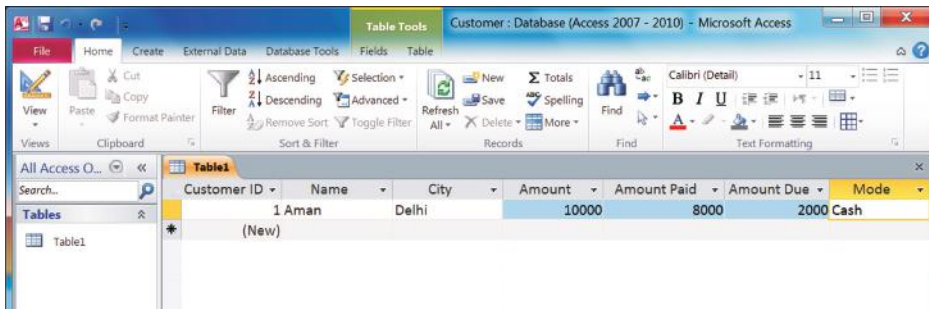 Table Tools
Customer : Database (Access 2007 - 2010) - Microsoft Access
File Home Create External Data Database Tools Fields Table
View
Views
Paste
Cut
Copy
Format Painter
Clipboard
Filter
Ascending
Descending
Remove Sort
Selection
Advanced
Toggle Filter
Sort & Filter
Refresh
All
New
Save
Delete
Totals
Spelling
More
Records
Find
Find
Calibri (Detail) 11
B I U
A
Text Formatting
All Access O...
Search...
Tables
Table1
Table1
Customer ID Name City Amount Amount Paid Amount Due Mode
1 Aman Delhi 10000 8000 2000 Cash
(New)